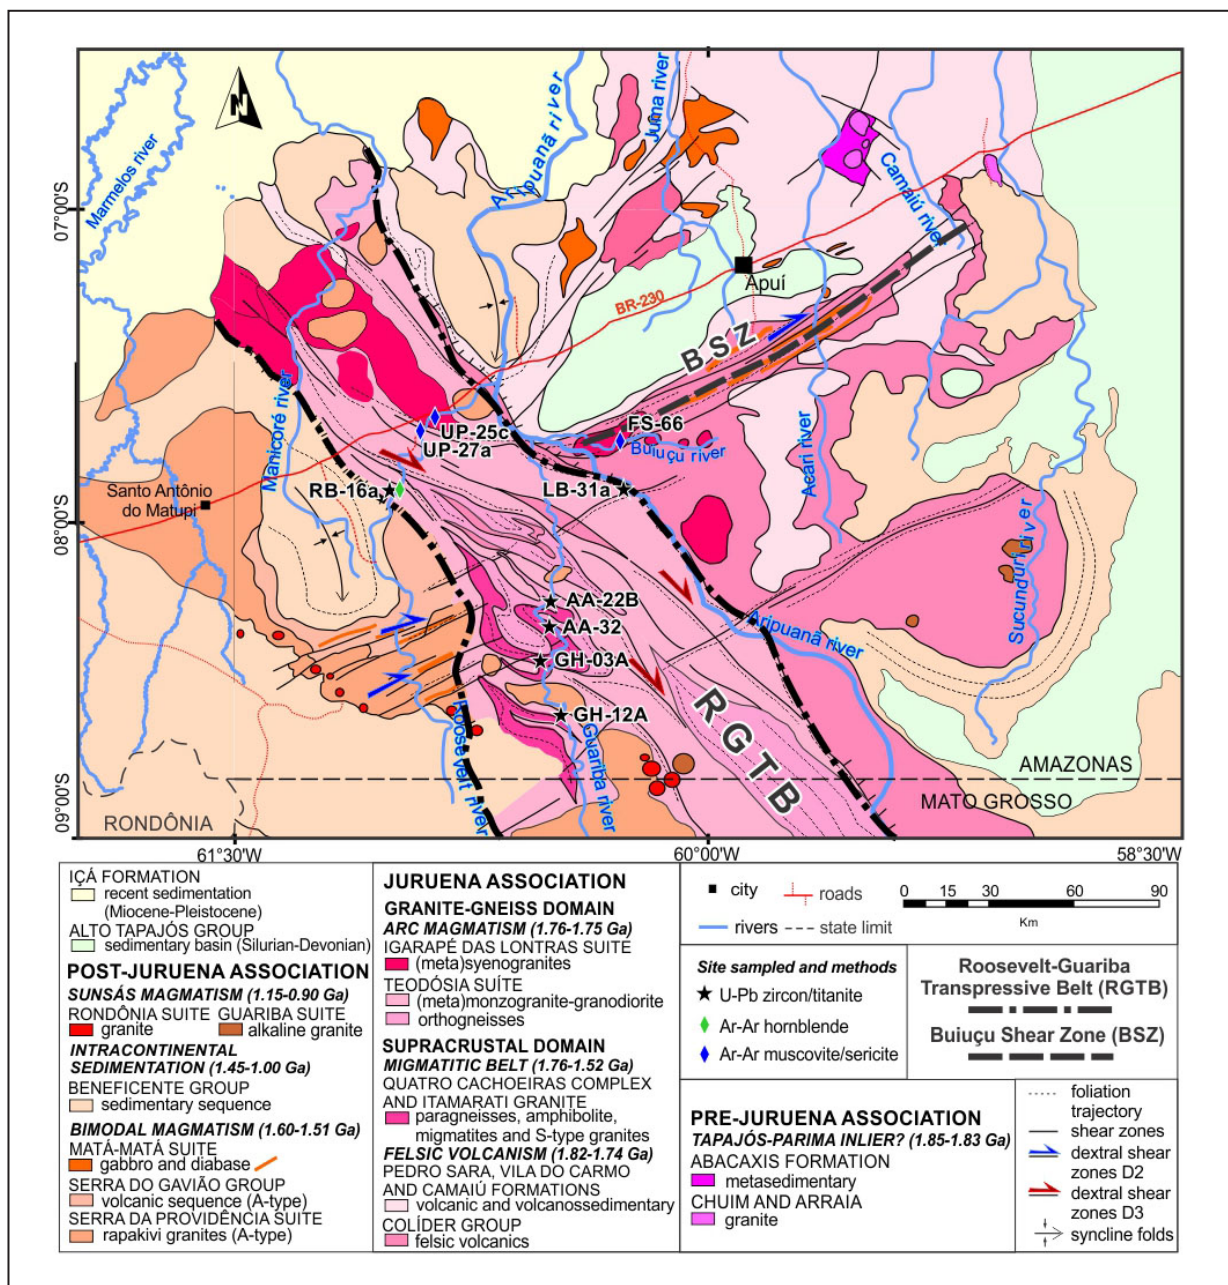 N
Marmelos river
Aripuanã river
Juma river
Camaiú river
07°00'S
Apuí
BR-230
BSZ
Manicoré river
UP-25c
UP-27a
FS-66
Buiuçu river
Acari river
RB-16a
LB-31a
Santo Antônio
do Matupi
08°00'S
Sucunduri river
AA-22B
AA-32
Aripuanã river
GH-03A
GH-12A
RGTB
Roosevelt river
Guariba river
AMAZONAS
MATO GROSSO
09°00'S
RONDÔNIA
61°30'W
60°00'W
58°30'W
IÇÁ FORMATION
recent sedimentation
(Miocene-Pleistocene)
ALTO TAPAJÓS GROUP
sedimentary basin (Silurian-Devonian)
POST-JURUENA ASSOCIATION
SUNSÁS MAGMATISM (1.15-0.90 Ga)
RONDÔNIA SUITE GUARIBA SUITE
granite alkaline granite
INTRACONTINENTAL
SEDIMENTATION (1.45-1.00 Ga)
BENEFICENTE GROUP
sedimentary sequence
BIMODAL MAGMATISM (1.60-1.51 Ga)
MATÁ-MATÁ SUITE
gabbro and diabase
SERRA DO GAVIÃO GROUP
volcanic sequence (A-type)
SERRA DA PROVIDÊNCIA SUITE
rapakivi granites (A-type)
JURUENA ASSOCIATION
GRANITE-GNEISS DOMAIN
ARC MAGMATISM (1.76-1.75 Ga)
IGARAPÉ DAS LONTRAS SUITE
(meta)syenogranites
TEODÓSIA SUÍTE
(meta)monzogranite-granodiorite
orthogneisses
SUPRACRUSTAL DOMAIN
MIGMATITIC BELT (1.76-1.52 Ga)
QUATRO CACHOEIRAS COMPLEX
AND ITAMARATI GRANITE
paragneisses, amphibolite,
migmatites and S-type granites
FELSIC VOLCANISM (1.82-1.74 Ga)
PEDRO SARA, VILA DO CARMO
AND CAMAIÚ FORMATIONS
volcanic and volcanossedimentary
COLÍDER GROUP
felsic volcanics
city roads
rivers state limit
0 15 30 60 90
Km
Site sampled and methods
U-Pb zircon/titanite
Ar-Ar hornblende
Ar-Ar muscovite/sericite
Roosevelt-Guariba
Transpressive Belt (RGTB)
Buiuçu Shear Zone (BSZ)
PRE-JURUENA ASSOCIATION
TAPAJÓS-PARIMA INLIER? (1.85-1.83 Ga)
ABACAXIS FORMATION
metasedimentary
CHUIM AND ARRAIA
granite
foliation
trajectory
shear zones
dextral shear
zones D2
dextral shear
zones D3
syncline folds